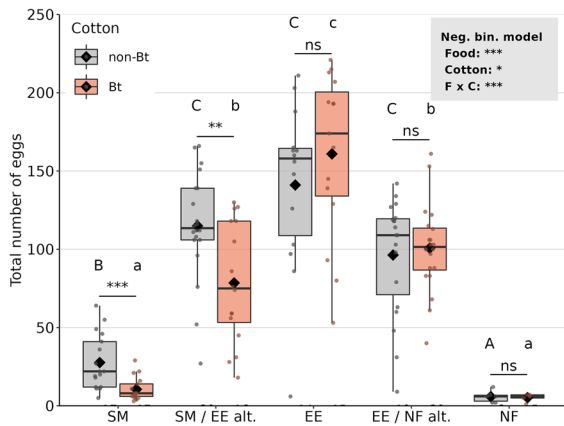 Total number of eggs
250
200
150
100
50
0
Cotton
non-Bt
Bt
Neg. bin. model
Food: ***
Cotton: *
F x C: ***
B a
***
C b
**
C c
ns
C b
ns
A a
ns
SM
SM / EE alt.
EE
EE / NF alt.
NF